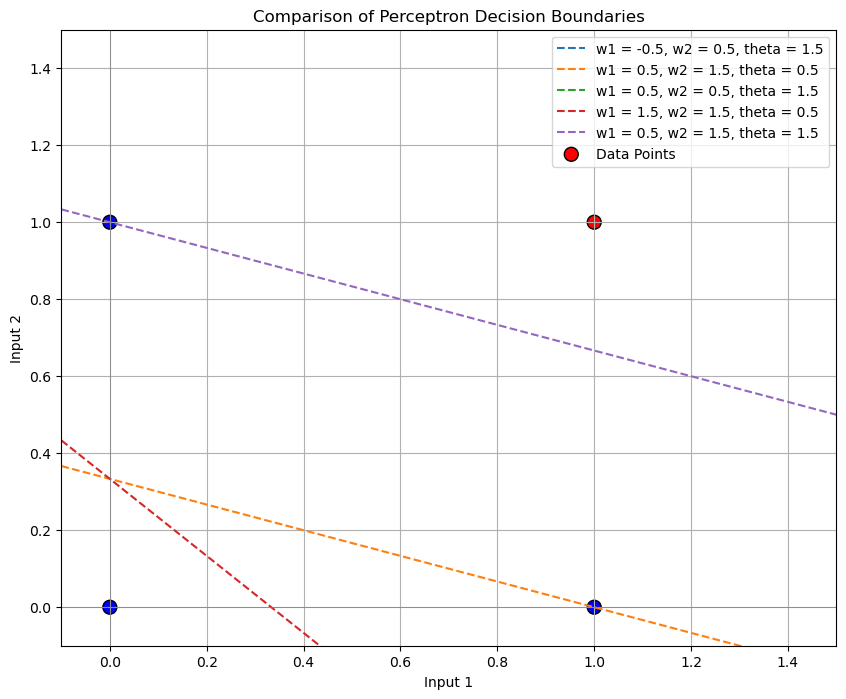 Comparison of Perceptron Decision Boundaries
w1 = -0.5, w2 = 0.5, theta = 1.5
w1 = 0.5, w2 = 1.5, theta = 0.5
w1 = 0.5, w2 = 0.5, theta = 1.5
w1 = 1.5, w2 = 1.5, theta = 0.5
w1 = 0.5, w2 = 1.5, theta = 1.5
Data Points
Input 2
1.4
1.2
1.0
0.8
0.6
0.4
0.2
0.0
0.0 0.2 0.4 0.6 0.8 1.0 1.2 1.4
Input 1